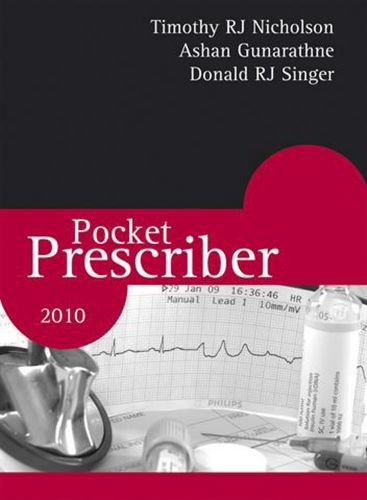 Timothy RJ Nicholson
Ashan Gunarathne
Donald RJ Singer
Pocket
Prescriber
2010
29 Jan 09 16:36:46 HR
Manual Lead I 10mm/mV
PHILIPS